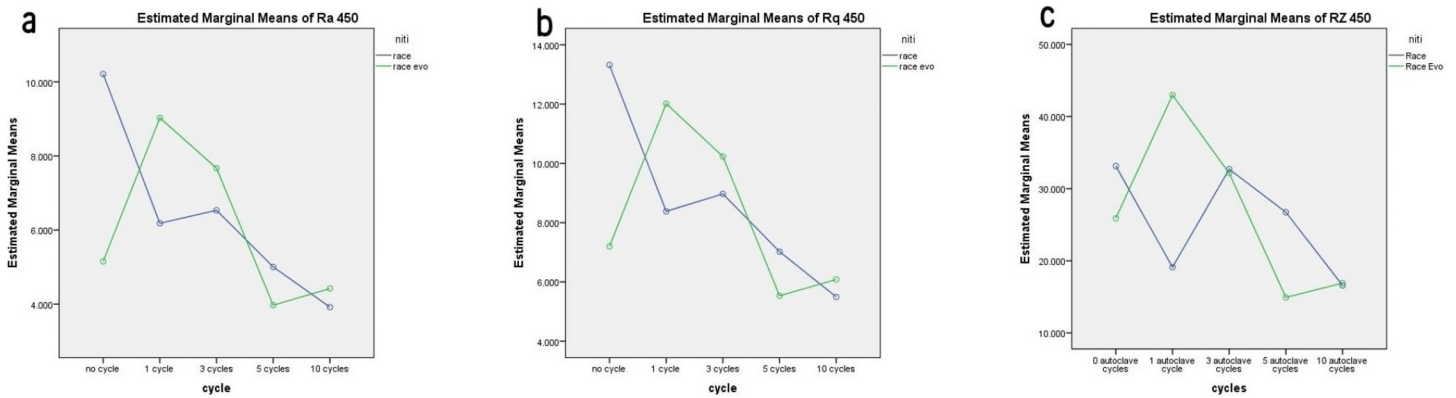 a
Estimated Marginal Means of Ra 450
niti
race
race evo
Estimated Marginal Means
10.000
8.000
6.000
4.000
no cycle 1 cycle 3 cycles 5 cycles 10 cycles
cycle
b
Estimated Marginal Means of Rq 450
niti
race
race evo
Estimated Marginal Means
14.000
12.000
10.000
8.000
6.000
4.000
no cycle 1 cycle 3 cycles 5 cycles 10 cycles
cycle
c
Estimated Marginal Means of RZ 450
niti
Race
Race Evo
Estimated Marginal Means
50.000
40.000
30.000
20.000
10.000
0 autoclave 1 autoclave 3 autoclave 5 autoclave 10 autoclave
cycles cycle cycles cycles cycles
cycles